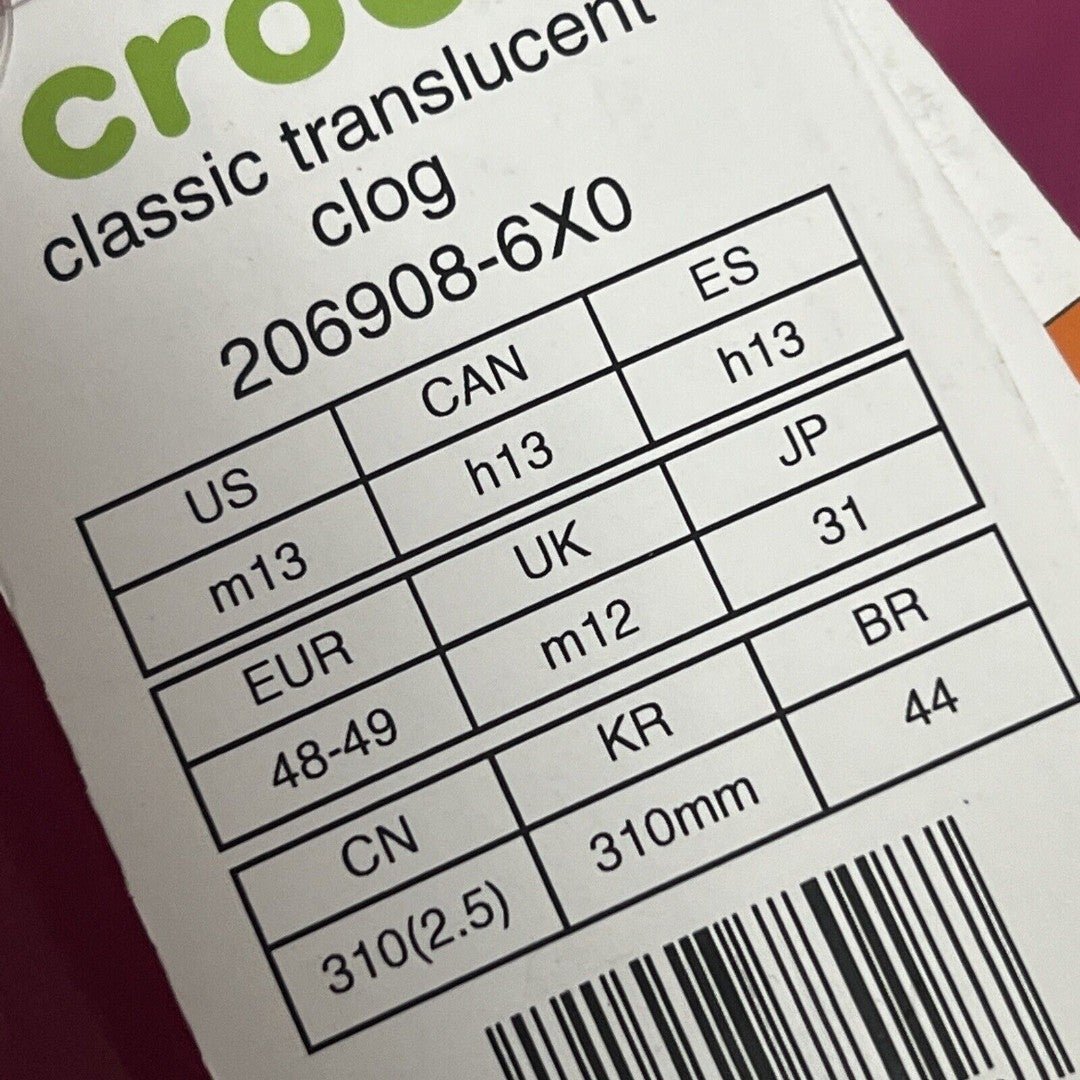 croc
classic translucent
clog
206908-6X0
US CAN ES
m13 h13 h13
EUR UK JP
48-49 m12 31
CN KR BR
310(2.5) 310mm 44